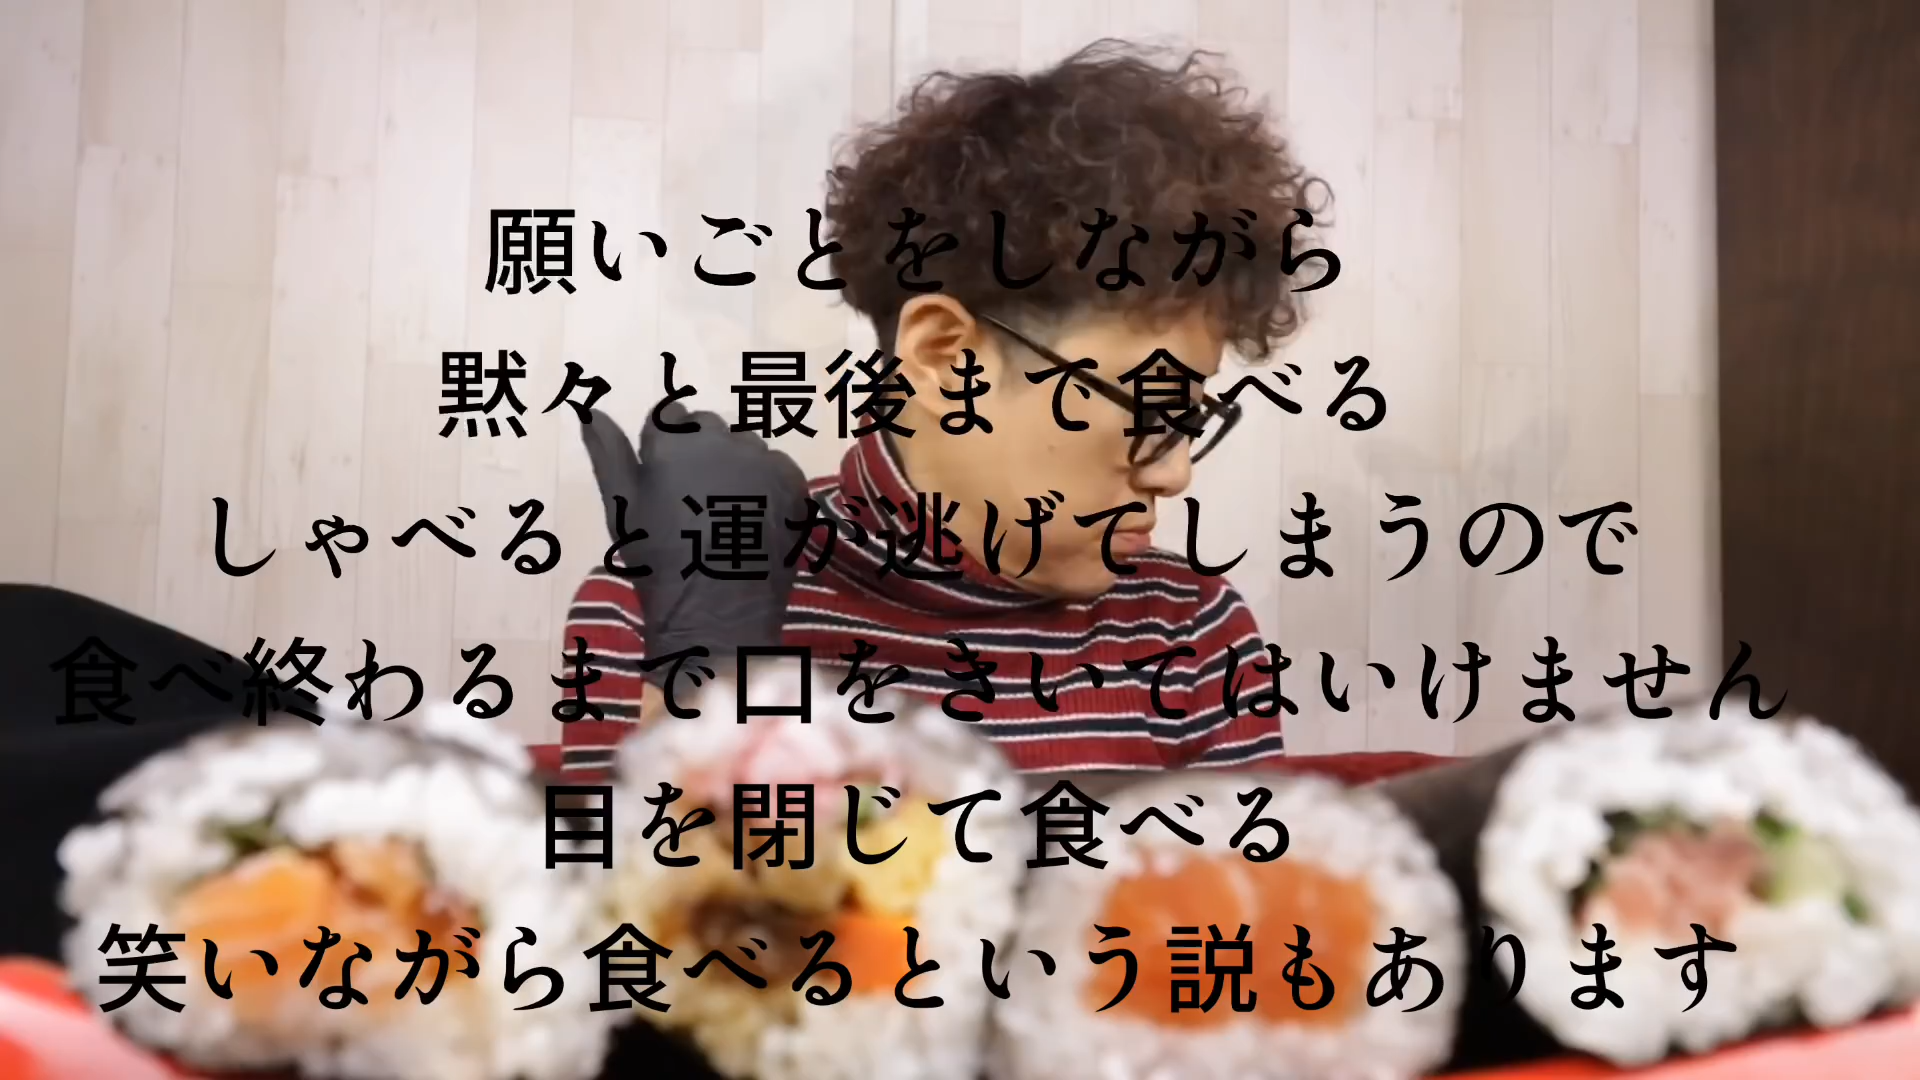 願いごとをしながら
黙々と最後まで食べる
しゃべると運が逃げてしまうので
食べ終わるまで口をきいてはいけません
目を閉じて食べる
笑いながら食べるという説もあります